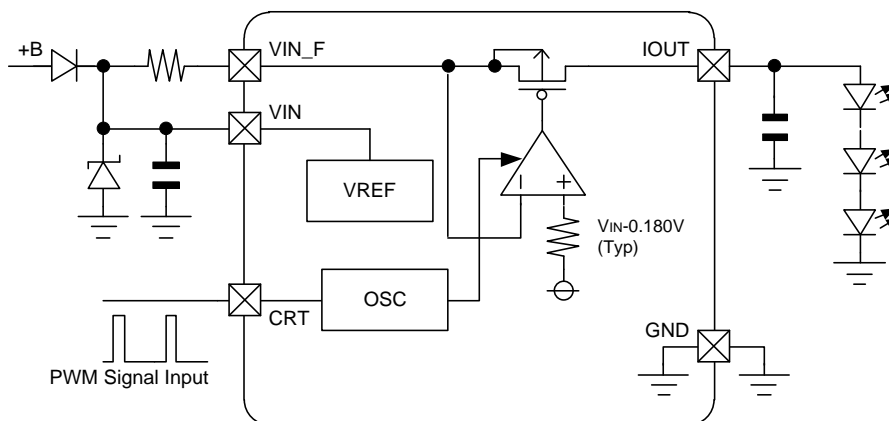 +B
VIN_F
IOUT
VIN
VREF
VIN-0.180V
(Typ)
OSC
CRT
GND
PWM Signal Input